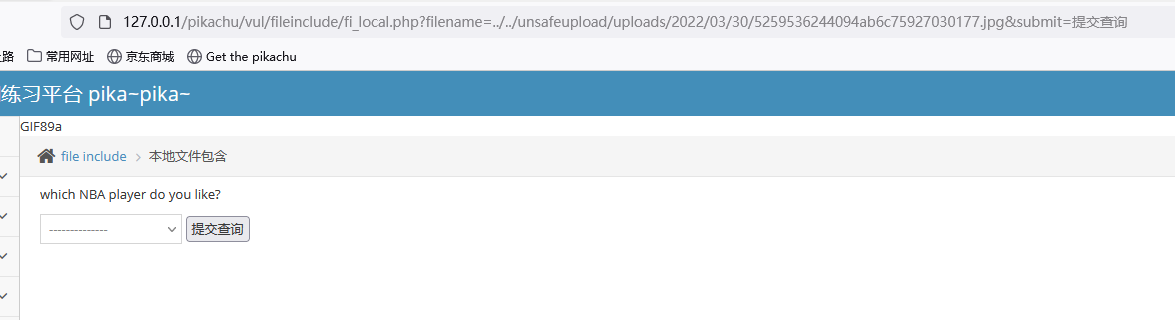 127.0.0.1/pikachu/vul/fileinclude/fi_local.php?filename=../../unsafeupload/uploads/2022/03/30/5259536244094ab6c75927030177.jpg&submit=提交查询
上路 常用网址 京东商城 Get the pikachu
练习平台 pika~pika~
GIF89a
file include 本地文件包含
which NBA player do you like?
--------------
提交查询